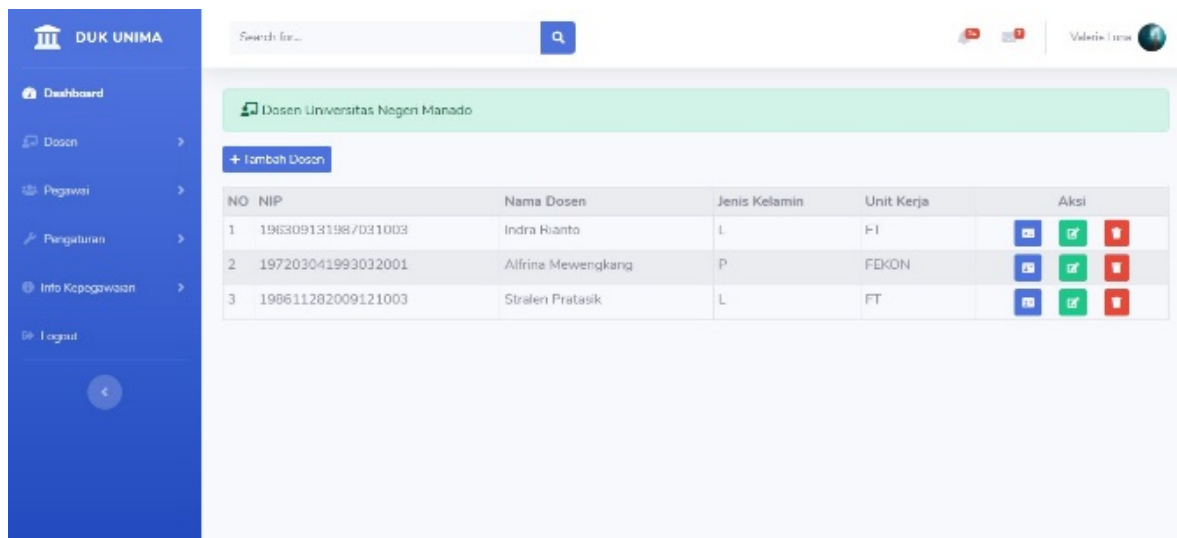 DUK UNIMA
Search for...
Valerie Luna
Dashboard
Dosen Universitas Negeri Manado
Dosen
+ Tambah Dosen
Pegawai
NO NIP Nama Dosen Jenis Kelamin Unit Kerja Aksi
1 196309131987031003 Indra Rianto L FT
Pengaturan
2 197203041993032001 Alfrina Mewengkang P FEKON
Info Kepegawaian
3 198611282009121003 Stralen Pratasik L FT
Logout